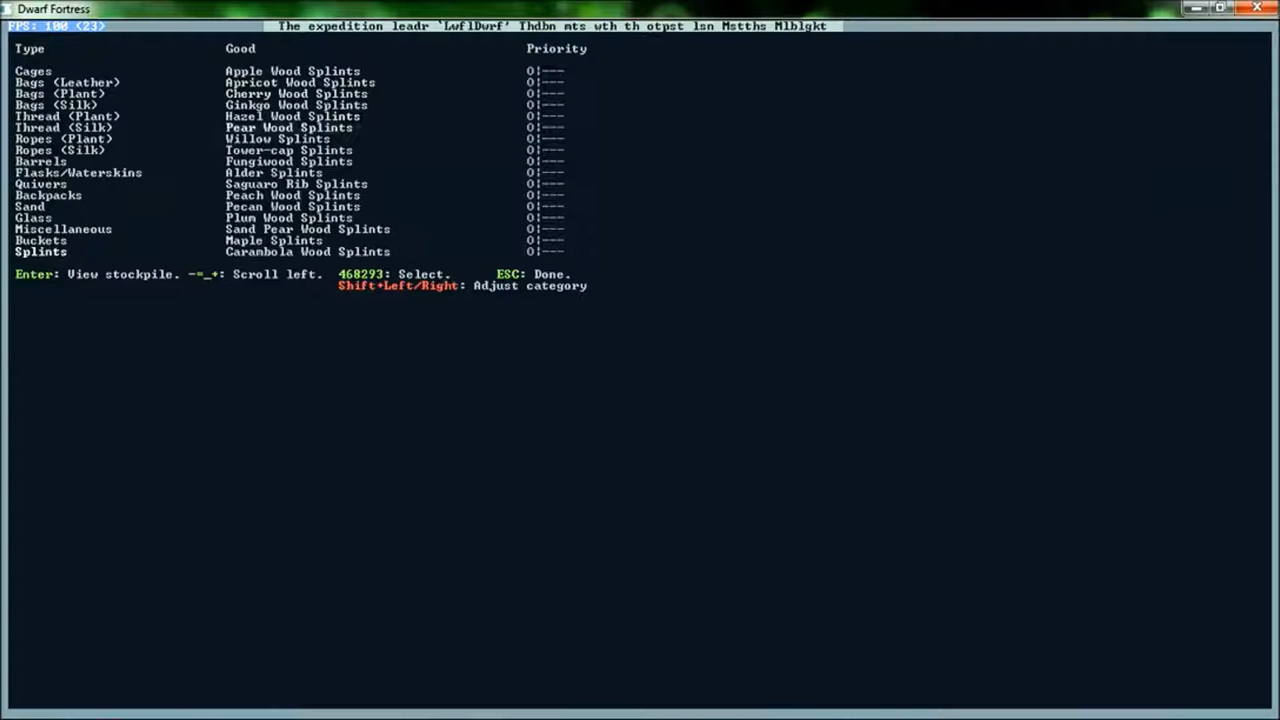 Dwarf Fortress
FPS: 100 (23) The expedition leadr `LwflDwrf' Thdbn mts wth th otpst lsn Mstths Mlblgkt
Type Good Priority
Cages Apple Wood Splints 0|---
Bags (Leather) Apricot Wood Splints 0|---
Bags (Plant) Cherry Wood Splints 0|---
Bags (Silk) Ginkgo Wood Splints 0|---
Thread (Plant) Hazel Wood Splints 0|---
Thread (Silk) Pear Wood Splints 0|---
Ropes (Plant) Willow Splints 0|---
Ropes (Silk) Tower-cap Splints 0|---
Barrels Fungiwood Splints 0|---
Flasks/Waterskins Alder Splints 0|---
Quivers Saguaro Rib Splints 0|---
Backpacks Peach Wood Splints 0|---
Sand Pecan Wood Splints 0|---
Glass Plum Wood Splints 0|---
Miscellaneous Sand Pear Wood Splints 0|---
Buckets Maple Splints 0|---
Splints Carambola Wood Splints 0|---
Enter: View stockpile. -=_+: Scroll left. 468293: Select. ESC: Done.
Shift+Left/Right: Adjust category